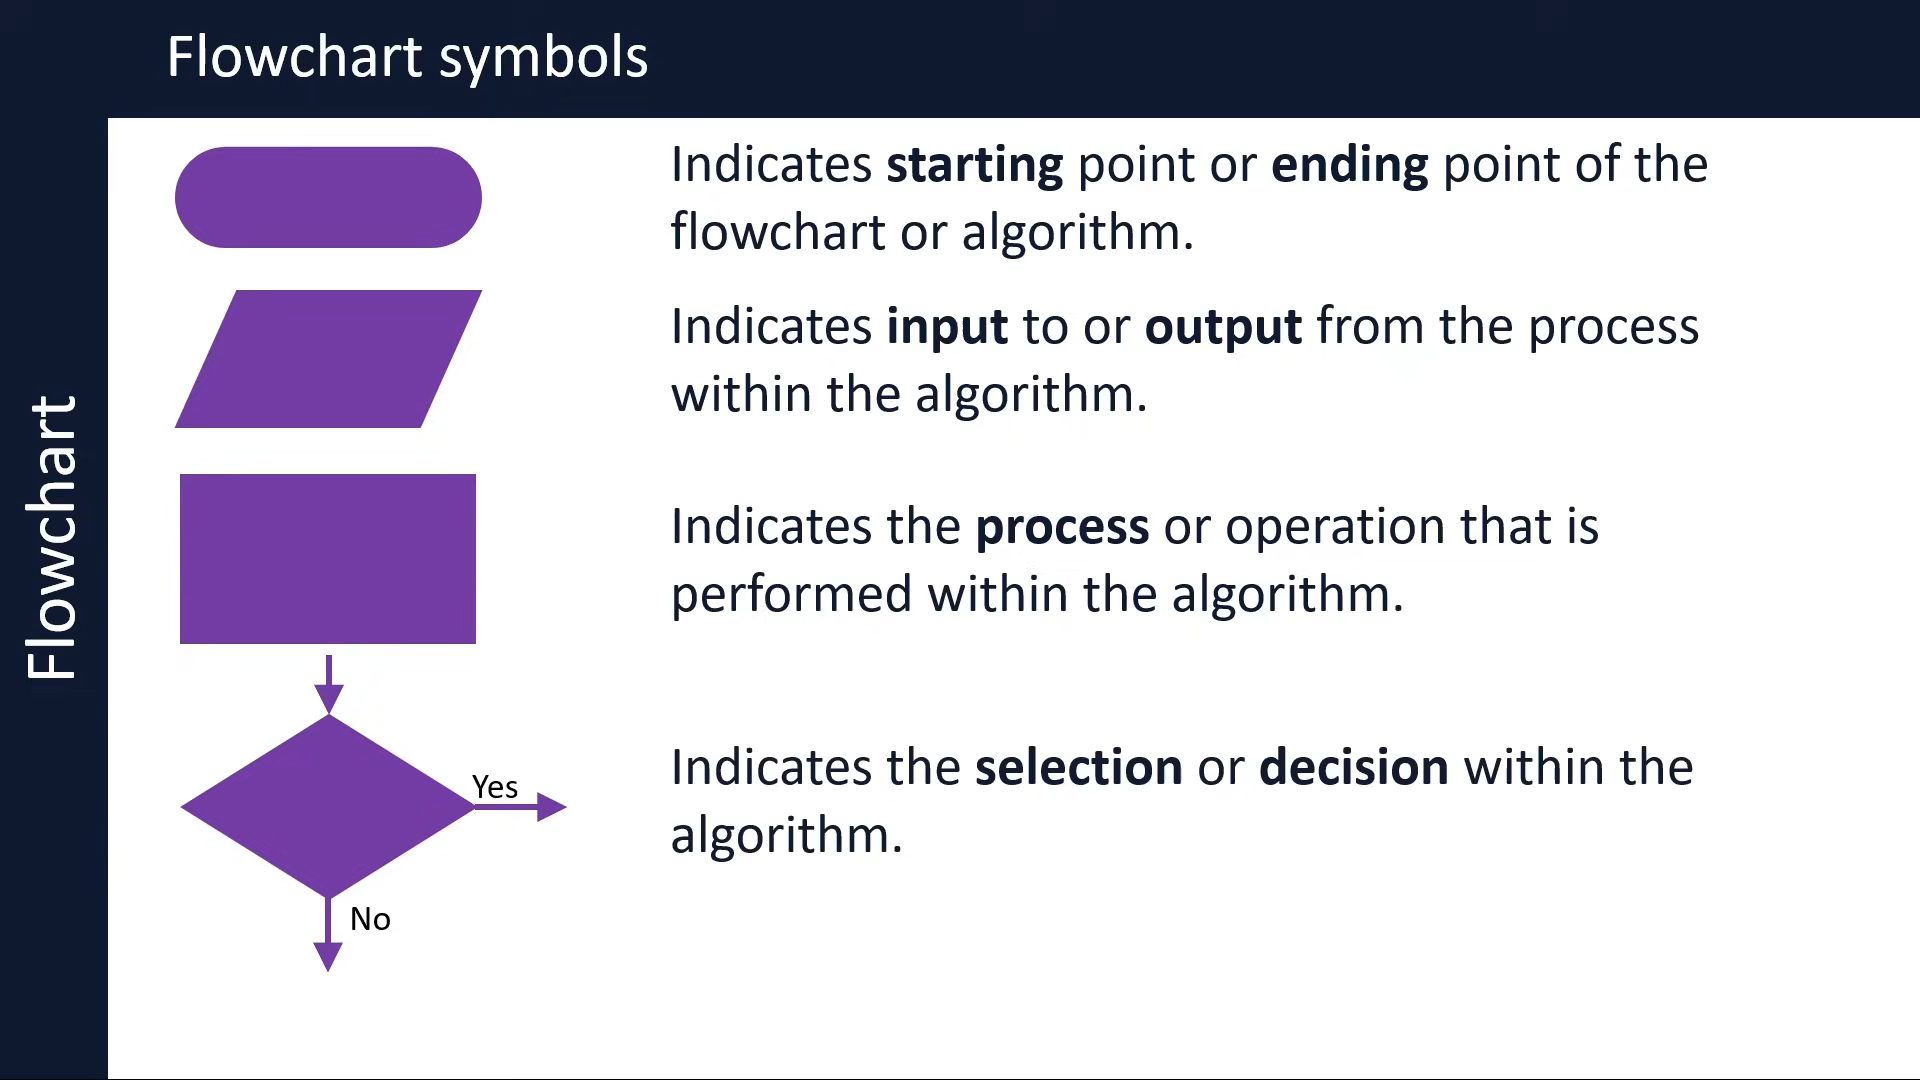 Flowchart symbols
Flowchart
Indicates starting point or ending point of the
flowchart or algorithm.
Indicates input to or output from the process
within the algorithm.
Indicates the process or operation that is
performed within the algorithm.
Yes
Indicates the selection or decision within the
algorithm.
No